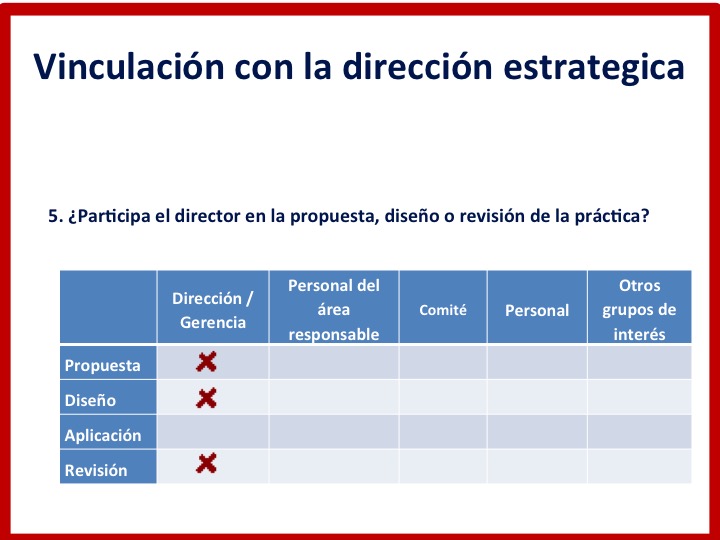 Vinculación con la dirección estrategica
5. ¿Participa el director en la propuesta, diseño o revisión de la práctica?
Dirección / Gerencia
Personal del área responsable
Comité
Personal
Otros grupos de interés
Propuesta
Diseño
Aplicación
Revisión